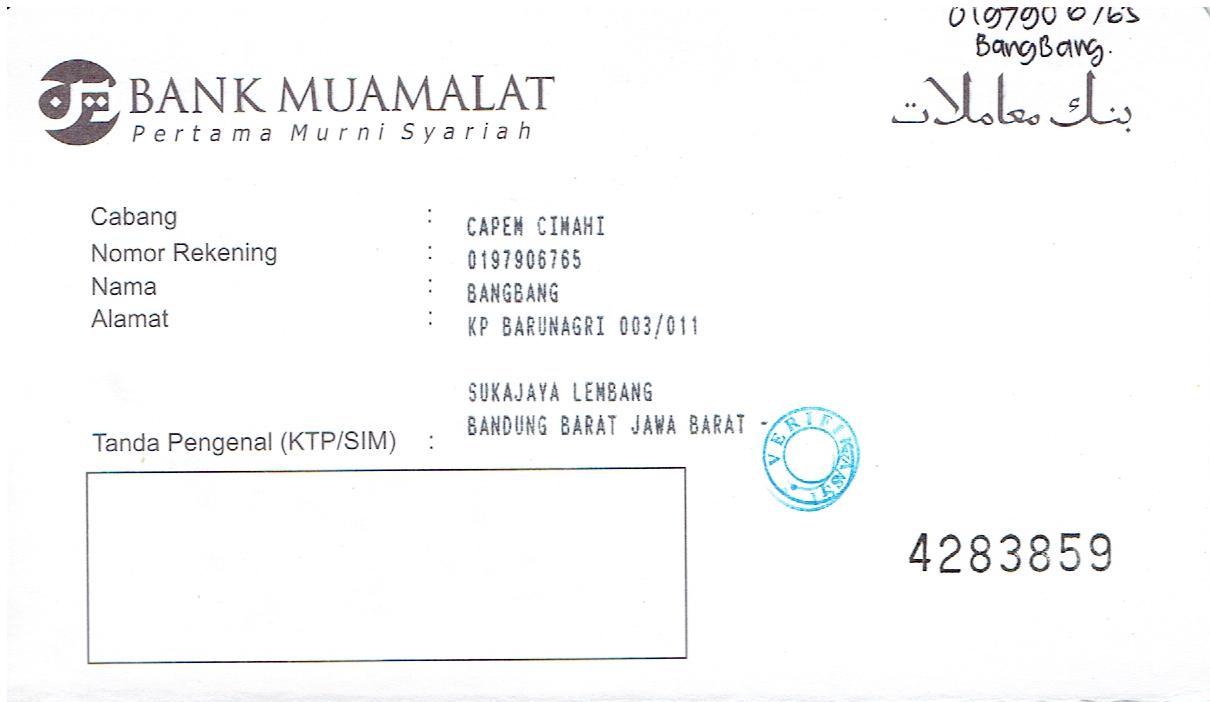 0197906765
BangBang.
BANK MUAMALAT
Pertama Murni Syariah
بنك معاملات
Cabang : CAPEM CIMAHI
Nomor Rekening : 0197906765
Nama : BANGBANG
Alamat : KP BARUNAGRI 003/011
SUKAJAYA LEMBANG
BANDUNG BARAT JAWA BARAT -
Tanda Pengenal (KTP/SIM) :
VERIFIKASI
4283859